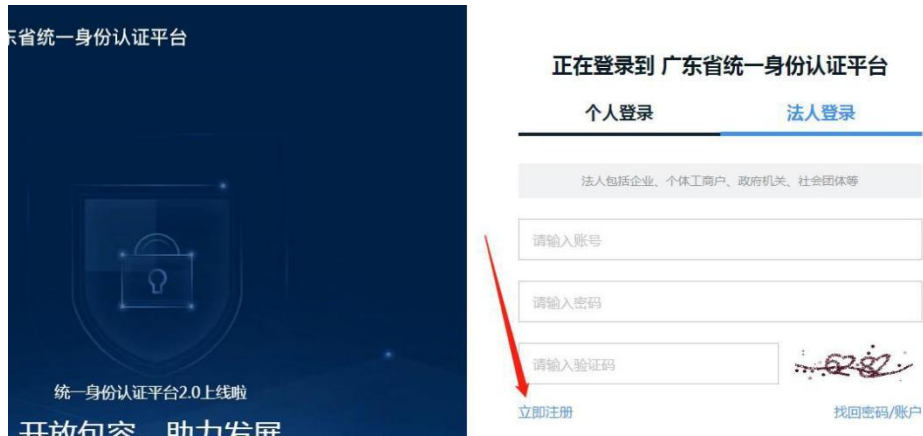 东省统一身份认证平台
统一身份认证平台2.0上线啦
开放包容 助力发展
正在登录到 广东省统一身份认证平台
个人登录 法人登录
法人包括企业、个体工商户、政府机关、社会团体等
请输入账号
请输入密码
请输入验证码 6282
立即注册 找回密码/账户